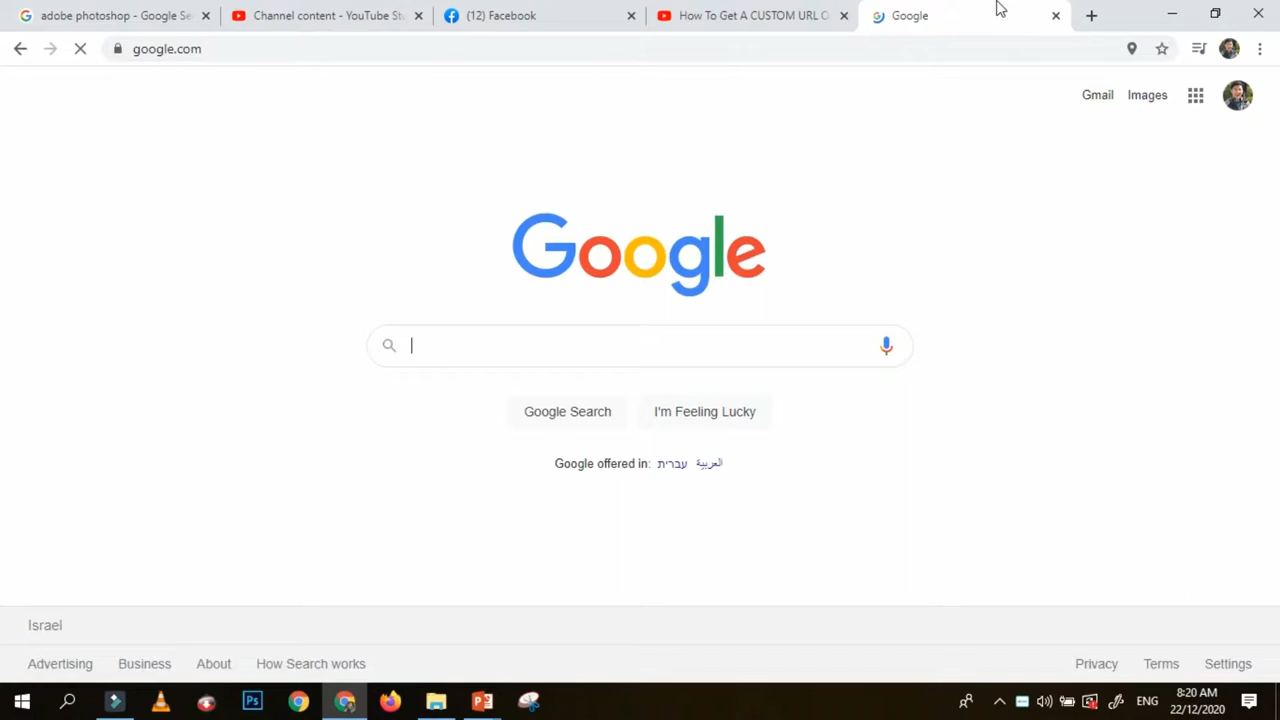 adobe photoshop - Google Se
Channel content - YouTube Stu
(12) Facebook
How To Get A CUSTOM URL O
Google
google.com
Gmail
Images
Google
Google Search
I'm Feeling Lucky
Google offered in: עברית العربية
Israel
Advertising
Business
About
How Search works
Privacy
Terms
Settings
Ps
ENG
8:20 AM
22/12/2020